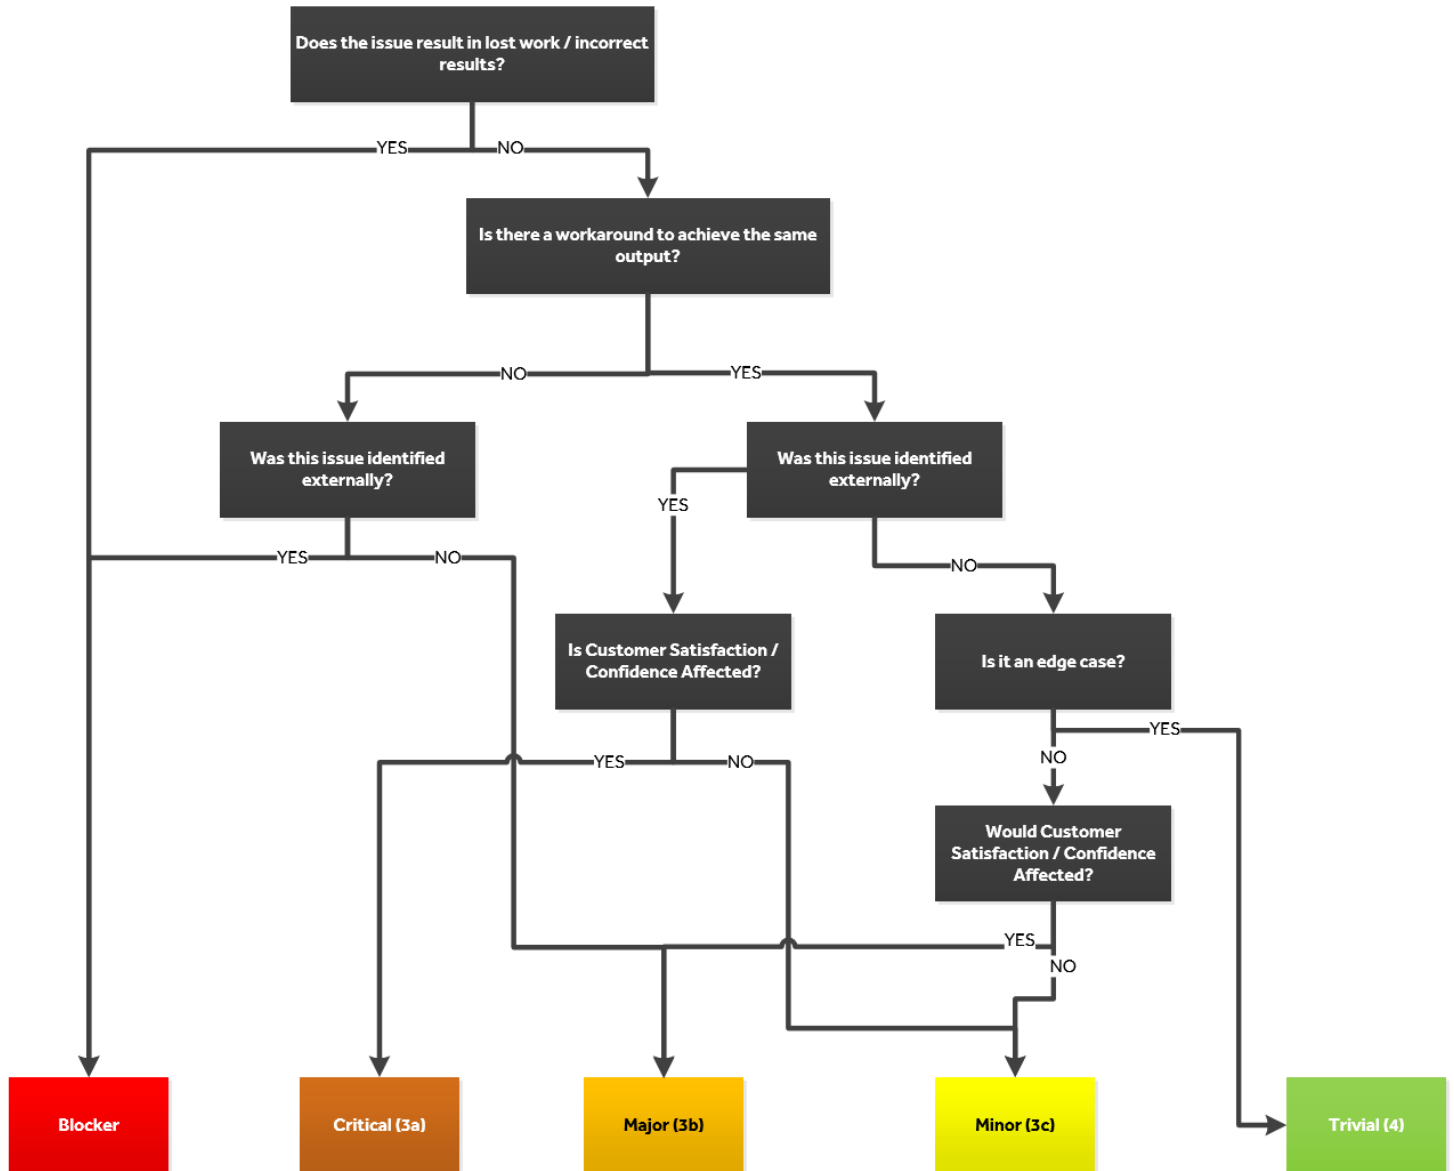 Does the issue result in lost work / incorrect
results?
YES
NO
Is there a workaround to achieve the same
output?
NO
YES
Was this issue identified
externally?
Was this issue identified
externally?
YES
YES
NO
NO
Is Customer Satisfaction /
Confidence Affected?
Is it an edge case?
YES
NO
YES
NO
Would Customer
Satisfaction / Confidence
Affected?
YES
NO
Blocker
Critical (3a)
Major (3b)
Minor (3c)
Trivial (4)